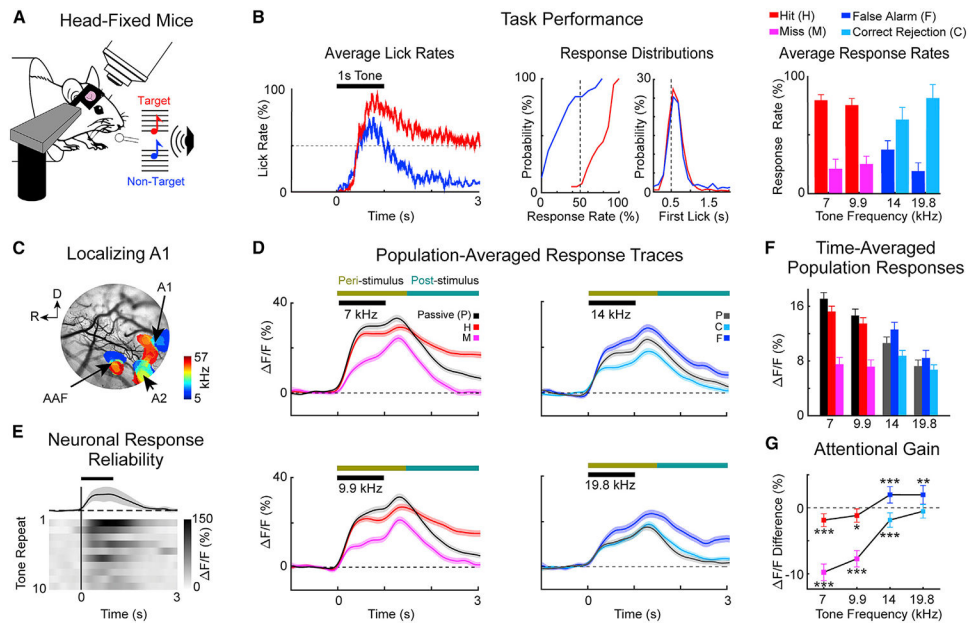 A
Head-Fixed Mice
Target
Non-Target
B
Task Performance
Average Lick Rates
1s Tone
Lick Rate (%)
100
0
0
3
Time (s)
Response Distributions
Probability (%)
100
0
0
50
100
Response Rate (%)
Probability (%)
30
0
0.5
1.5
First Lick (s)
Hit (H)
False Alarm (F)
Miss (M)
Correct Rejection (C)
Average Response Rates
Response Rate (%)
100
0
7
9.9
14
19.8
Tone Frequency (kHz)
C
Localizing A1
D
R
A1
AAF
A2
57
kHz
5
D
Population-Averaged Response Traces
Peri-stimulus
Post-stimulus
7 kHz
Passive (P)
H
M
ΔF/F (%)
40
0
14 kHz
P
C
F
9.9 kHz
ΔF/F (%)
40
0
0
3
Time (s)
19.8 kHz
0
3
Time (s)
E
Neuronal Response
Reliability
Tone Repeat
1
10
0
3
Time (s)
150
0
ΔF/F (%)
F
Time-Averaged
Population Responses
ΔF/F (%)
16
8
16
7
9.9
14
19.8
G
Attentional Gain
ΔF/F Difference (%)
0
-10
***
*
***
**
***
***
***
7
9.9
14
19.8
Tone Frequency (kHz)